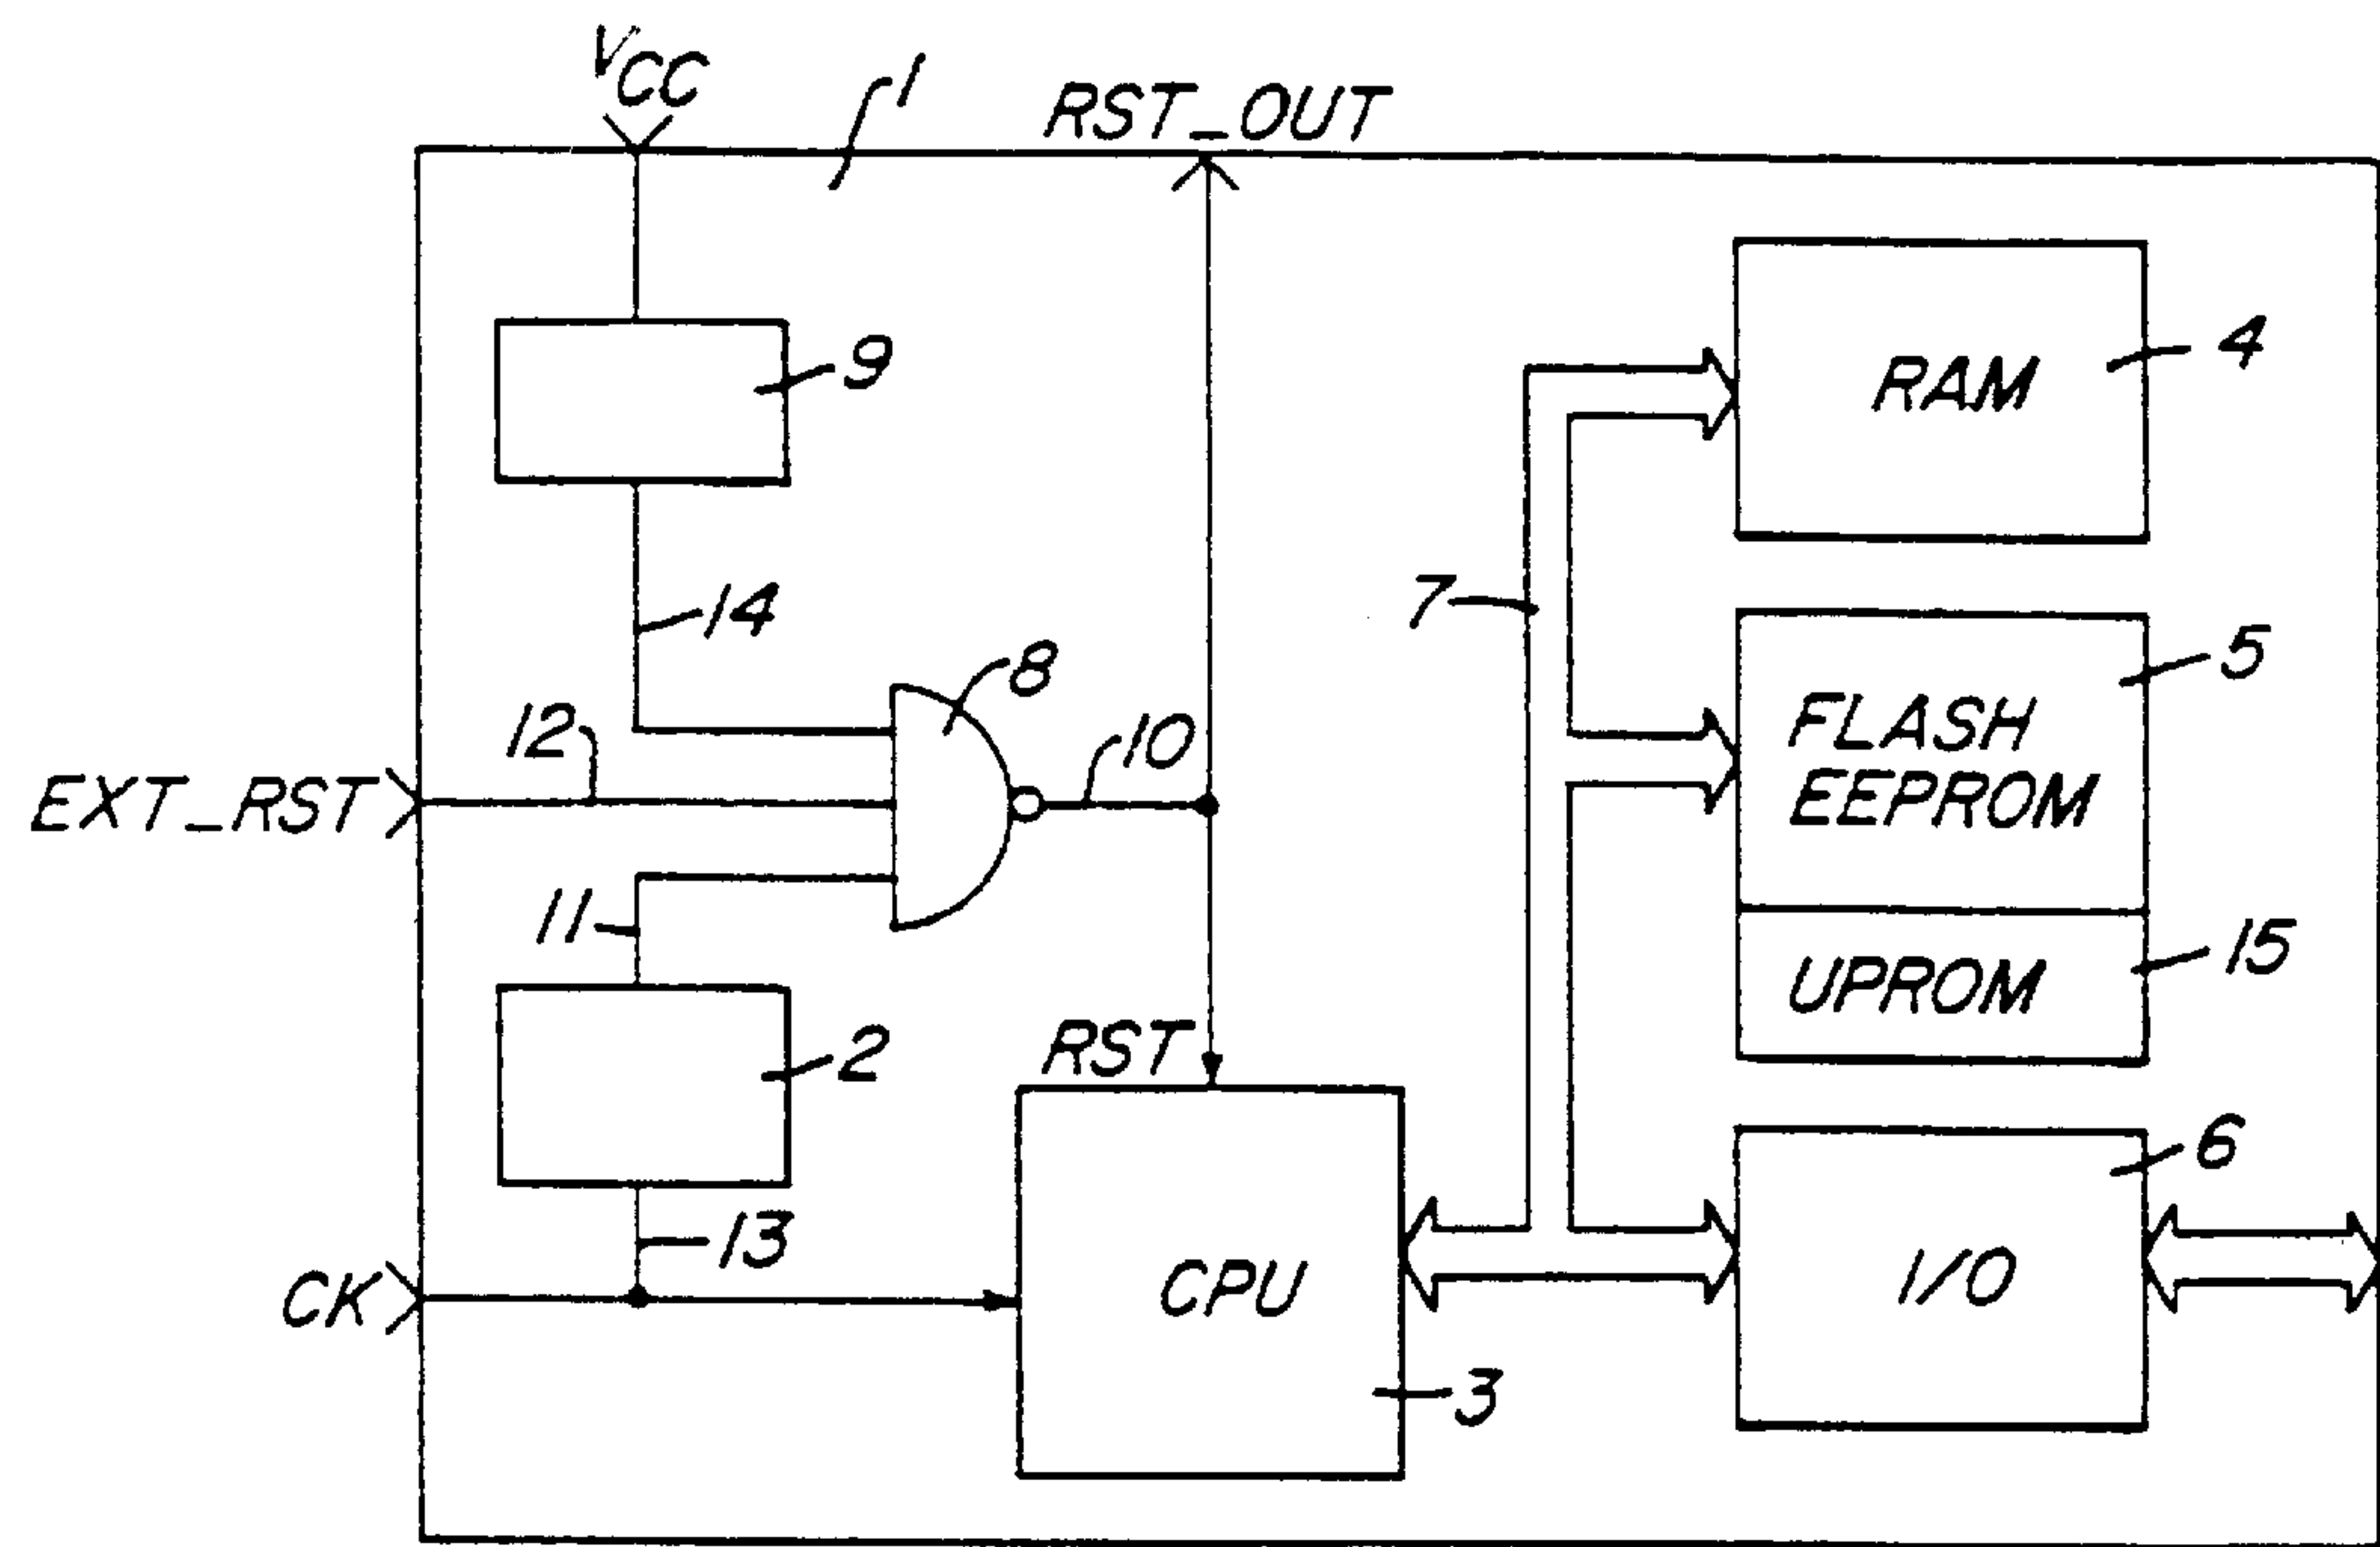 VCC
1
RST_OUT
9
RAM
4
14
7
8
5
12
10
FLASH
EEPROM
EXT_RST
11
15
UPROM
2
RST
6
13
CK
CPU
I/O
3